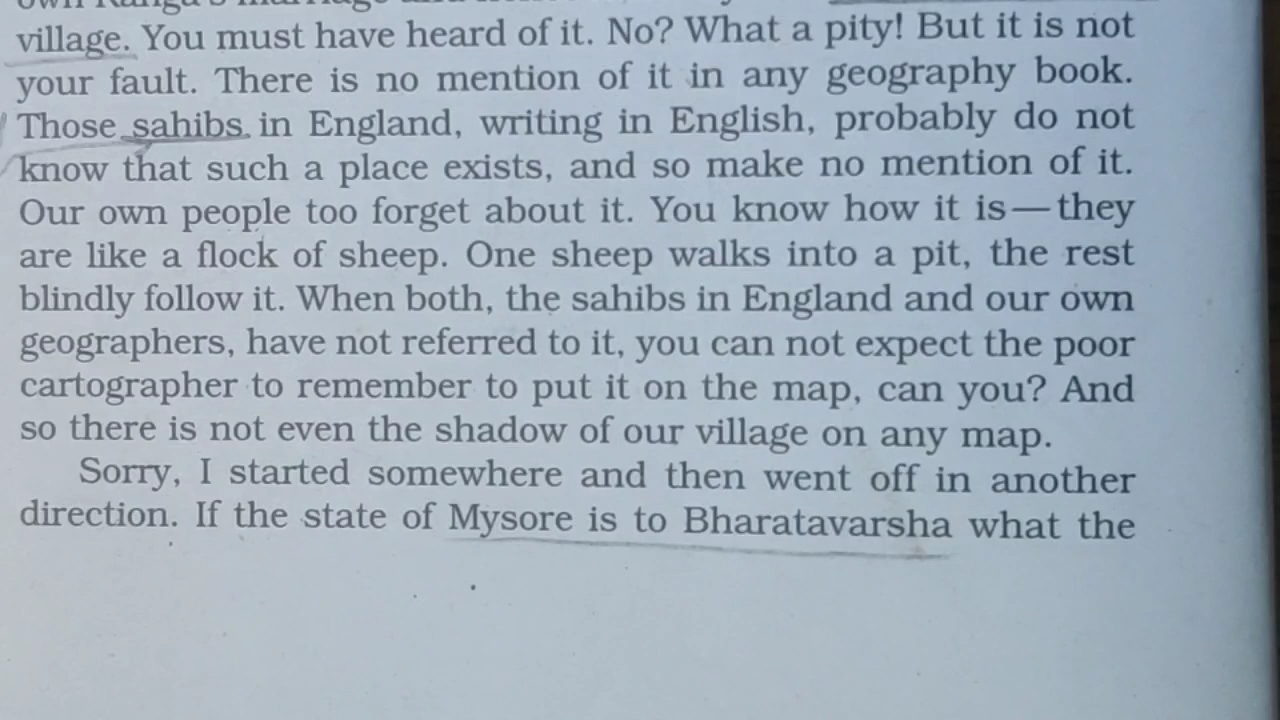 own Ranga's marriage and
village. You must have heard of it. No? What a pity! But it is not
your fault. There is no mention of it in any geography book.
Those sahibs in England, writing in English, probably do not
know that such a place exists, and so make no mention of it.
Our own people too forget about it. You know how it is—they
are like a flock of sheep. One sheep walks into a pit, the rest
blindly follow it. When both, the sahibs in England and our own
geographers, have not referred to it, you can not expect the poor
cartographer to remember to put it on the map, can you? And
so there is not even the shadow of our village on any map.
Sorry, I started somewhere and then went off in another
direction. If the state of Mysore is to Bharatavarsha what the